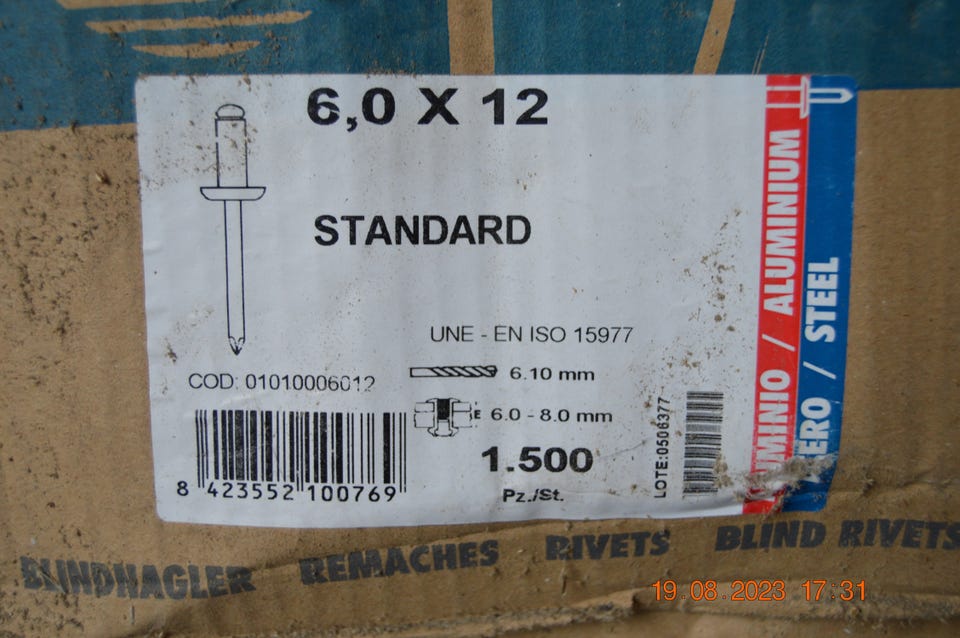 6,0 X 12
STANDARD
UNE - EN ISO 15977
COD: 01010006012
6.10 mm
E 6.0 - 8.0 mm
1.500
Pz./St.
8 423552 100769
LOTE:0506377
ALUMINIUM
STEEL
BLINDNAGLER REMACHES RIVETS BLIND RIVETS
19.08.2023 17:31